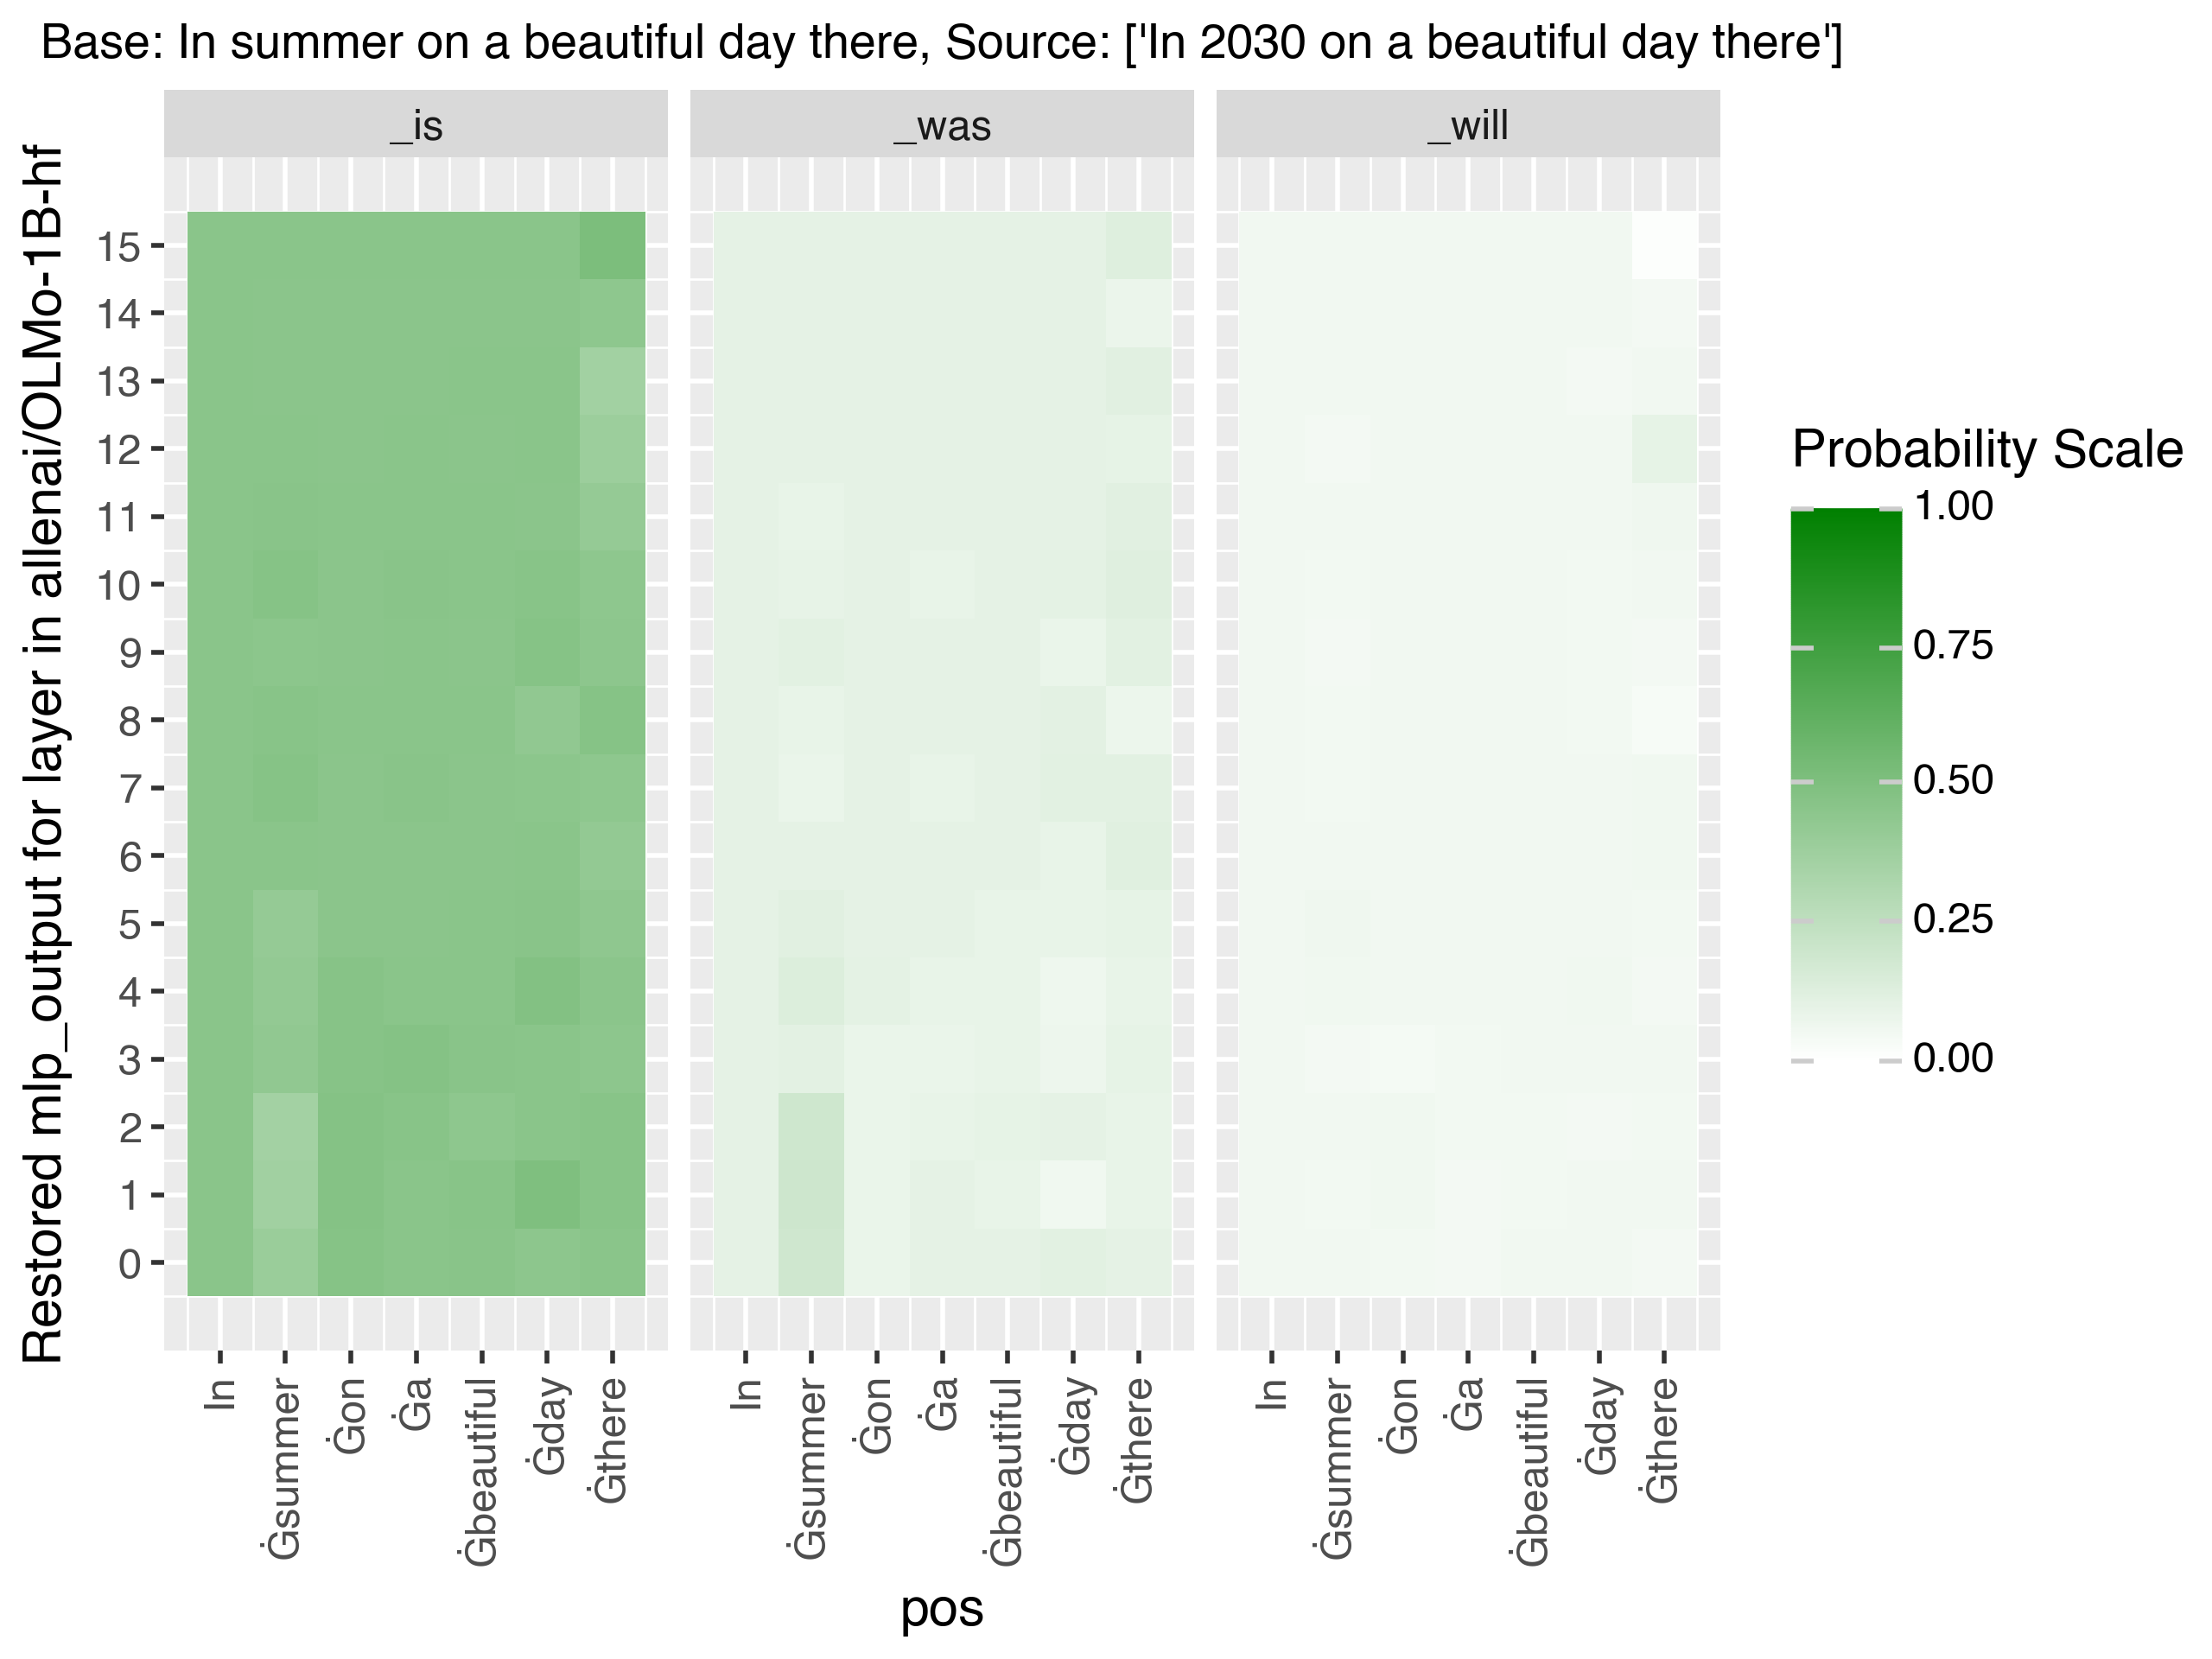 Base: In summer on a beautiful day there, Source: ['In 2030 on a beautiful day there']
_is
_was
_will
Restored mlp_output for layer in allenai/OLMo-1B-hf
15
14
13
12
11
10
9
8
7
6
5
4
3
2
1
0
In
Ġsummer
Ġon
Ġa
Ġbeautiful
Ġday
Ġthere
In
Ġsummer
Ġon
Ġa
Ġbeautiful
Ġday
Ġthere
In
Ġsummer
Ġon
Ġa
Ġbeautiful
Ġday
Ġthere
pos
Probability Scale
1.00
0.75
0.50
0.25
0.00